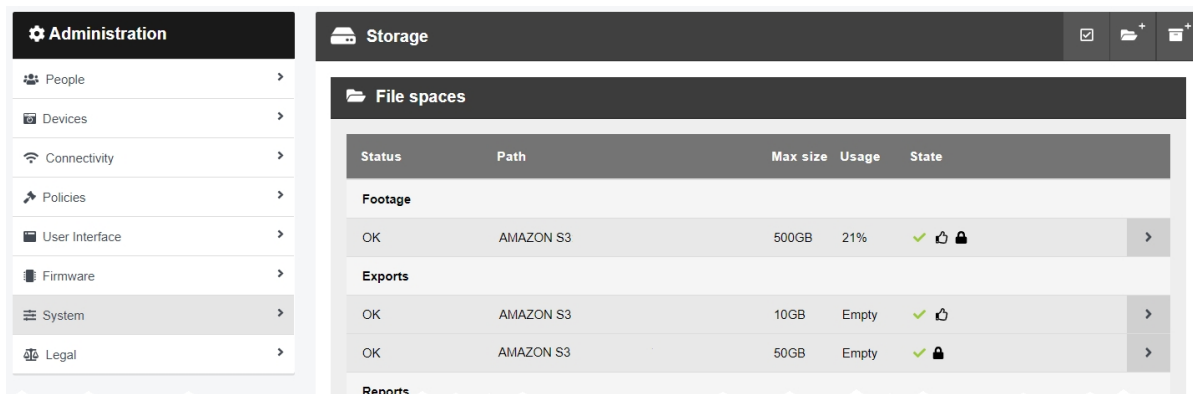 Administration
People
Devices
Connectivity
Policies
User Interface
Firmware
System
Legal
Storage
File spaces
Status Path Max size Usage State
Footage
OK AMAZON S3 500GB 21%
Exports
OK AMAZON S3 10GB Empty
OK AMAZON S3 50GB Empty
Reports